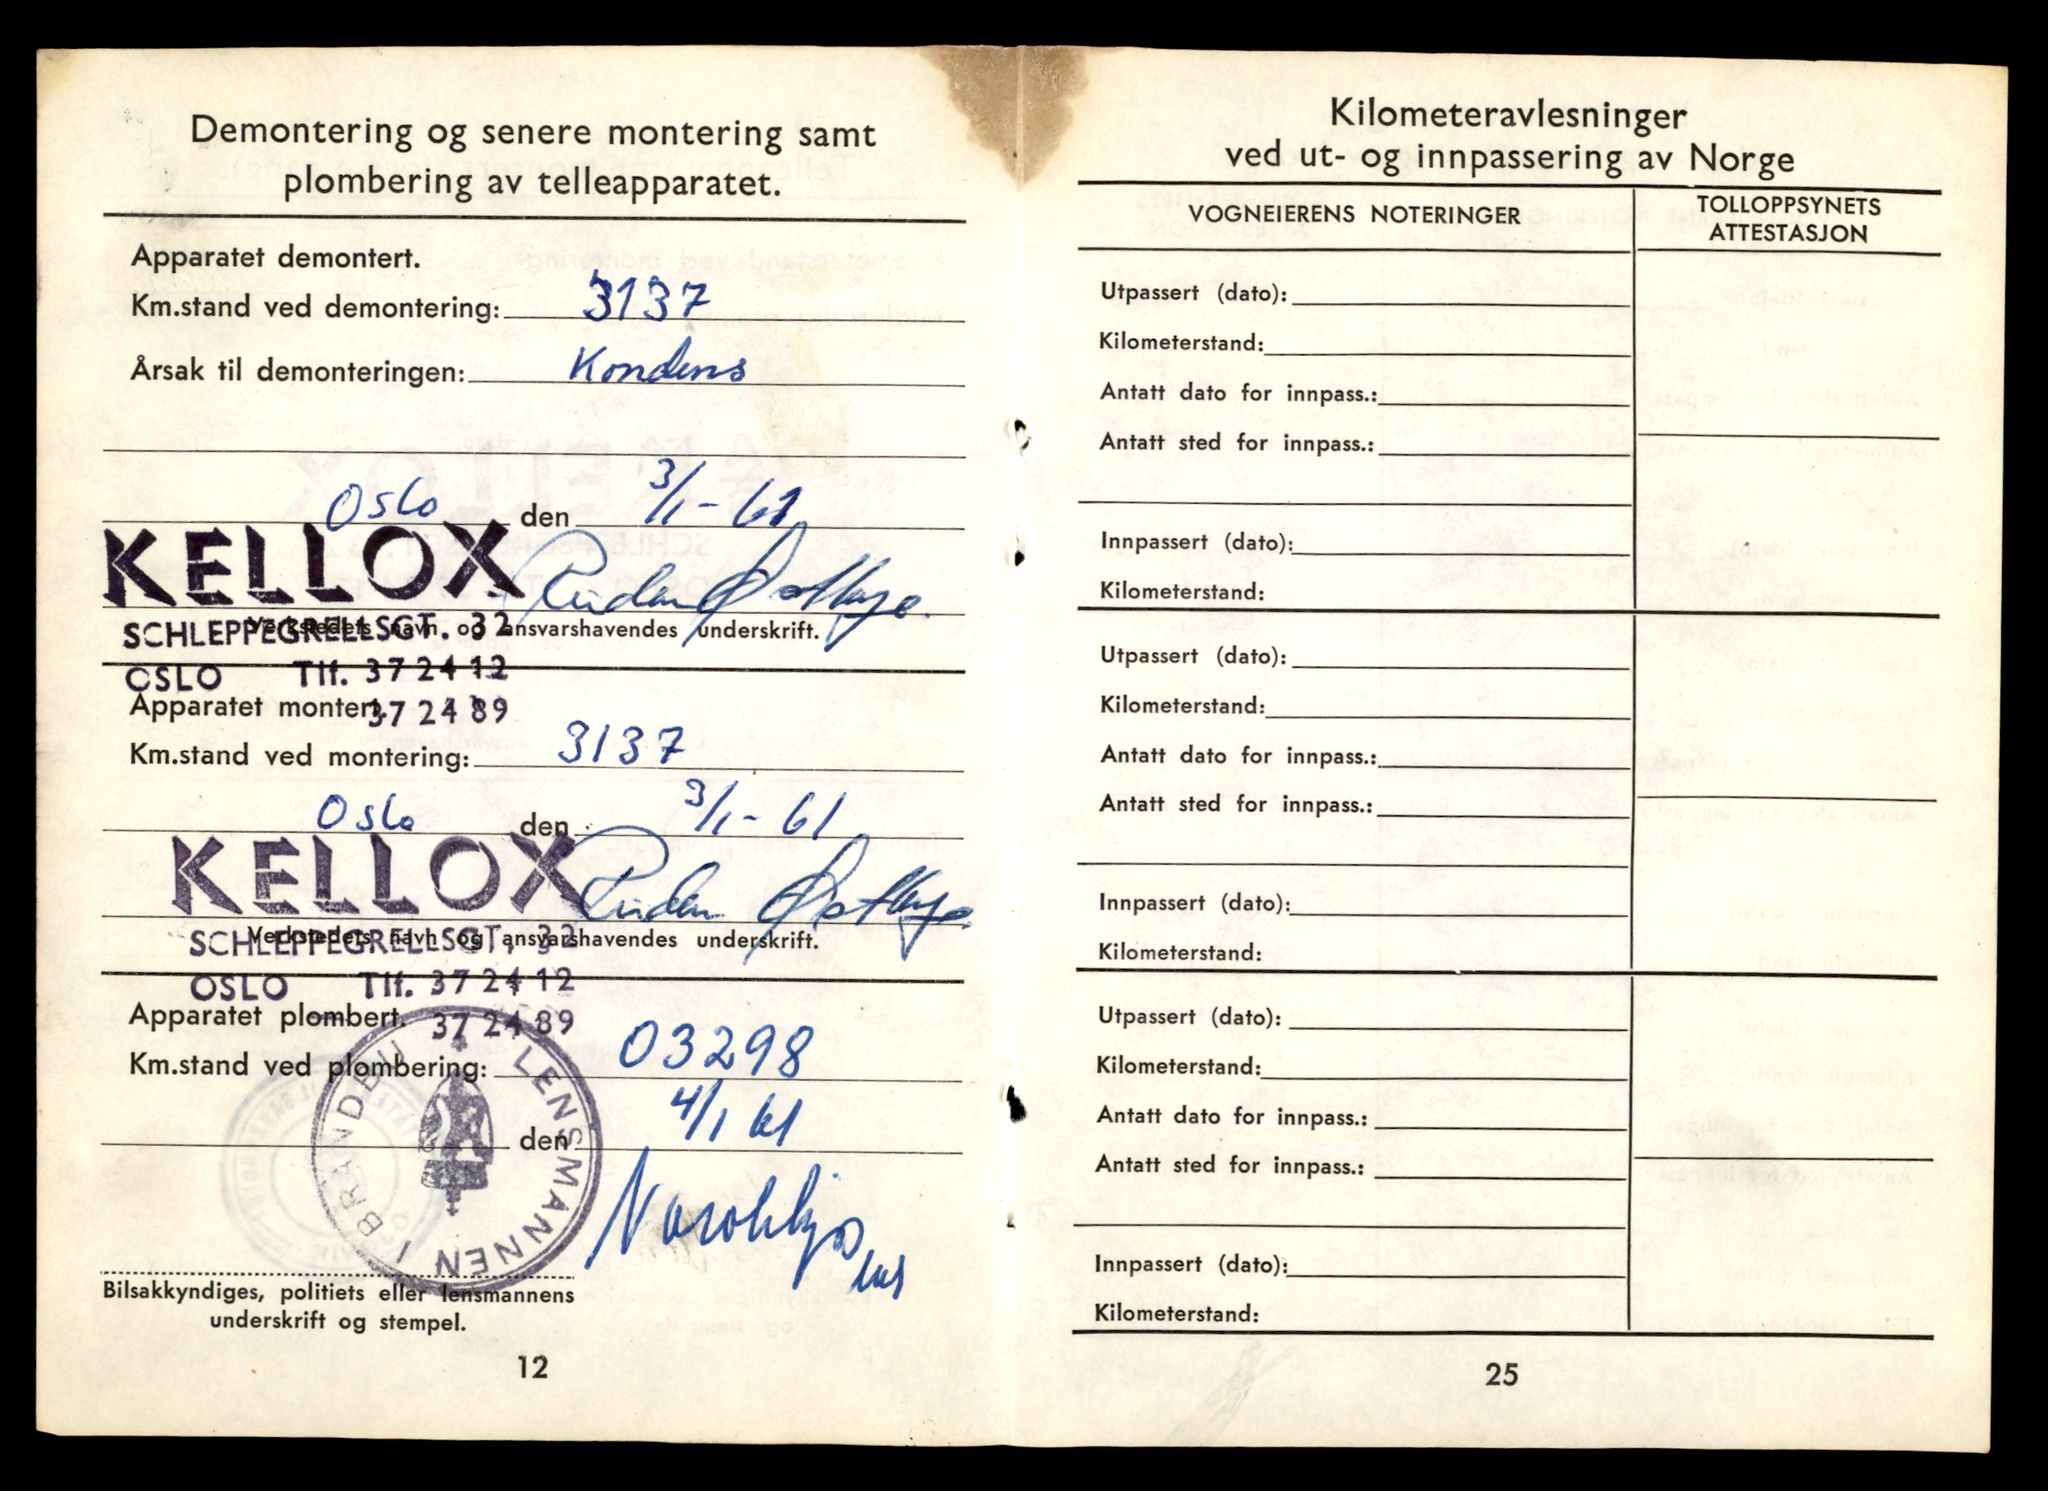 Demontering og senere montering samt
plombering av telleapparatet.
Apparatet demontert.
Km.stand ved demontering: 3137
Årsak til demonteringen: Kondens
Oslo den 3/1-61
KELLOX
Verkstedets navn og ansvarshavendes underskrift.
SCHLEPPEGRELLSGT. 32
OSLO Tlf. 37 24 12
37 24 89
Apparatet montert.
Km.stand ved montering: 3137
Oslo den 3/1-61
KELLOX
Verkstedets navn og ansvarshavendes underskrift.
SCHLEPPEGRELLSGT. 32
OSLO Tlf. 37 24 12
37 24 89
Apparatet plombert.
Km.stand ved plombering: 03298
den 4/1 61
LENSMANNEN I BRANDBU
Bilsakkyndiges, politiets eller lensmannens
underskrift og stempel.
12
Kilometeravlesninger
ved ut- og innpassering av Norge
VOGNEIERENS NOTERINGER
TOLLOPPSYNETS
ATTESTASJON
Utpassert (dato):
Kilometerstand:
Antatt dato for innpass.:
Antatt sted for innpass.:
Innpassert (dato):
Kilometerstand:
Utpassert (dato):
Kilometerstand:
Antatt dato for innpass.:
Antatt sted for innpass.:
Innpassert (dato):
Kilometerstand:
Utpassert (dato):
Kilometerstand:
Antatt dato for innpass.:
Antatt sted for innpass.:
Innpassert (dato):
Kilometerstand:
25